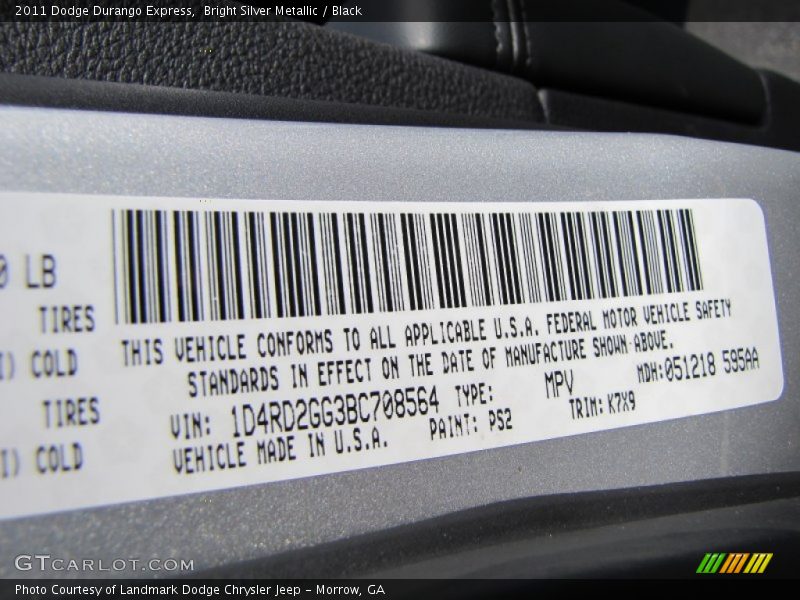 2011 Dodge Durango Express, Bright Silver Metallic / Black
LB
TIRES
COLD
TIRES
COLD
THIS VEHICLE CONFORMS TO ALL APPLICABLE U.S.A. FEDERAL MOTOR VEHICLE SAFETY
STANDARDS IN EFFECT ON THE DATE OF MANUFACTURE SHOWN ABOVE.
VIN: 1D4RD2GG3BC708564 TYPE: MPV MDH:051218 595AA
VEHICLE MADE IN U.S.A. PAINT: PS2 TRIM: K7X9
GTCARLOT.COM
Photo Courtesy of Landmark Dodge Chrysler Jeep - Morrow, GA